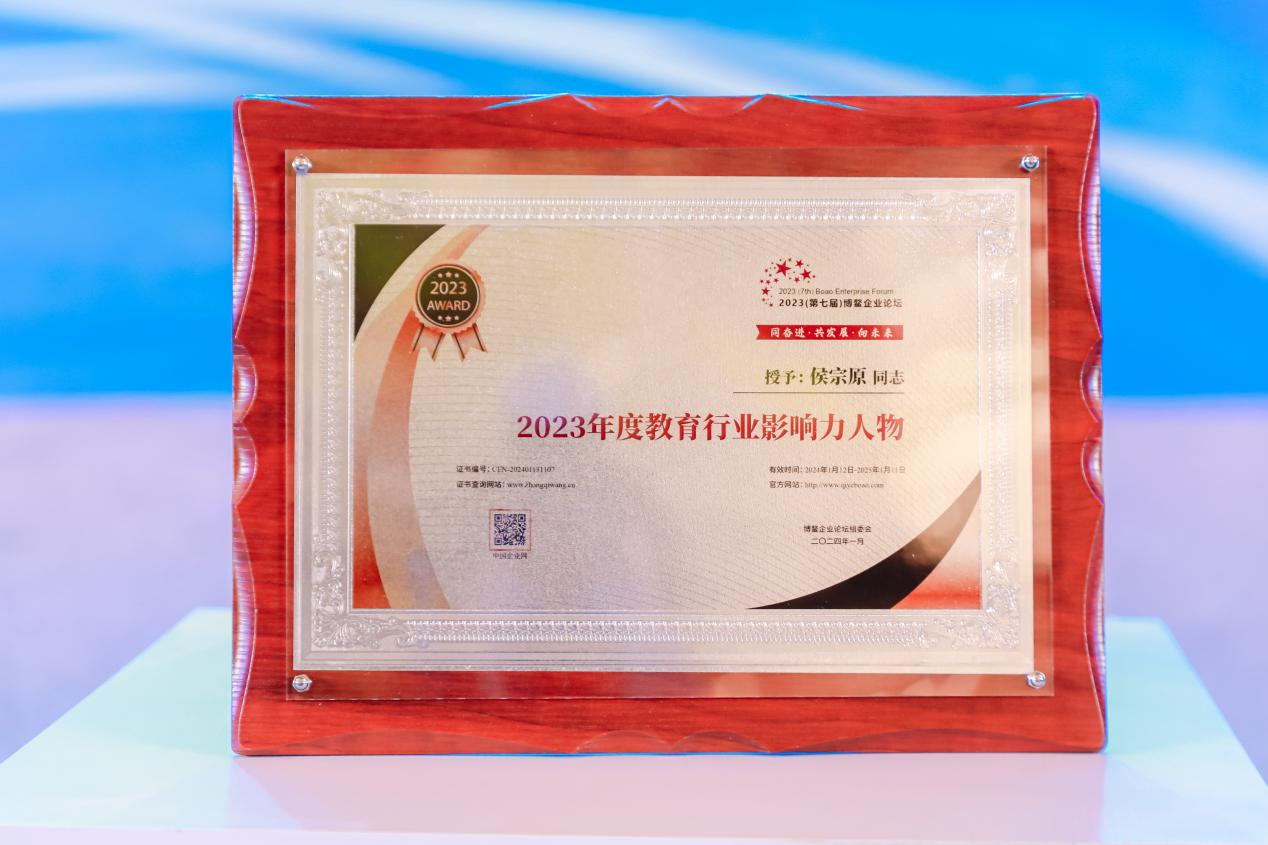 2023
AWARD
2023 (7th) Boao Enterprise Forum
2023(第七届)博鳌企业论坛
同奋进·共发展·向未来
授予：侯宗原 同志
2023年度教育行业影响力人物
证书编号：
证书查询网站：www.zhongqiwang.cn
有效时间：2024年1月12日-2025年1月11日
官方网站：http://www.qiyeboao.com
中国企业网
博鳌企业论坛组委会
二〇二四年一月